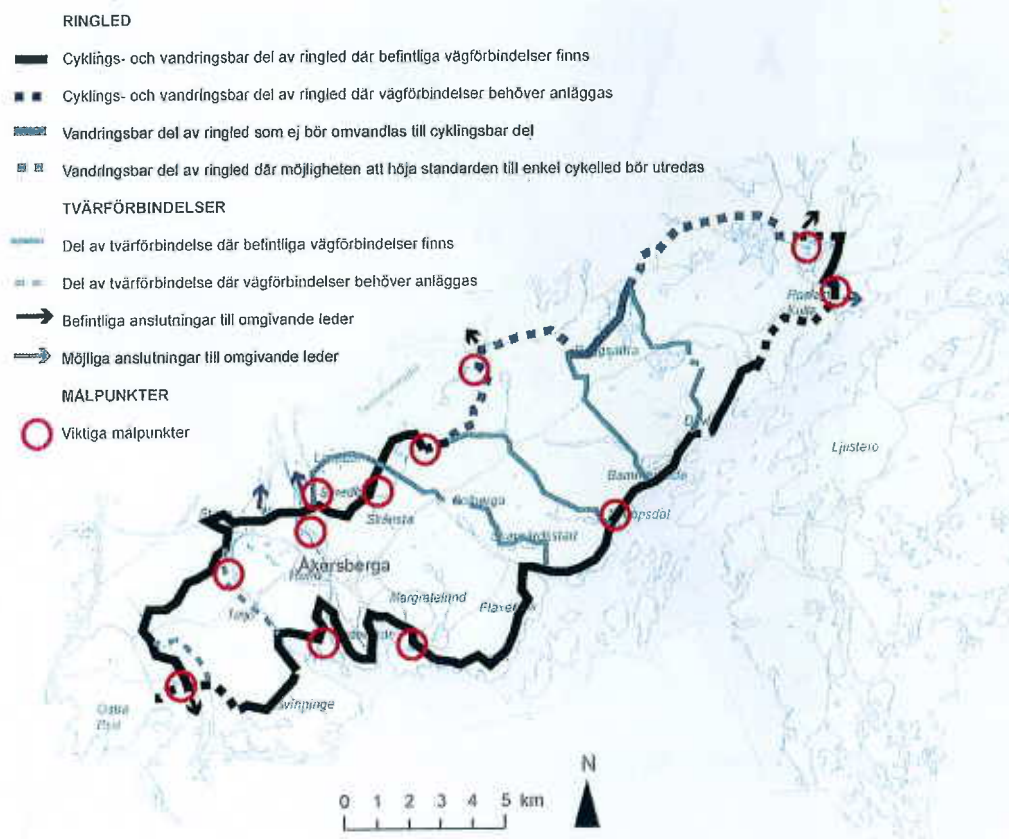 RINGLED
Cyklings- och vandringsbar del av ringled där befintliga vägförbindelser finns
Cyklings- och vandringsbar del av ringled där vägförbindelser behöver anläggas
Vandringsbar del av ringled som ej bör omvandlas till cyklingsbar del
Vandringsbar del av ringled där möjligheten att höja standarden till enkel cykelled bör utredas
TVÄRFÖRBINDELSER
Del av tvärförbindelse där befintliga vägförbindelser finns
Del av tvärförbindelse där vägförbindelser behöver anläggas
Befintliga anslutningar till omgivande leder
Möjliga anslutningar till omgivande leder
MÅLPUNKTER
Viktiga målpunkter
Ljusterö
Skånsta
Åkersberga
Margretelund
Östra
N
0 1 2 3 4 5 km